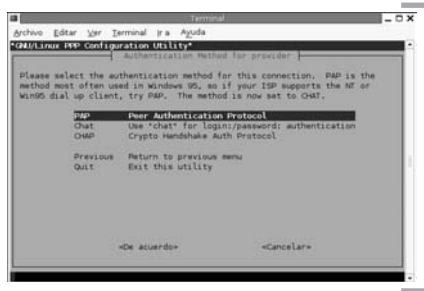 Terminal
Archivo Editar Ver Terminal Ir a Ayuda
"GNU/Linux PPP Configuration Utility"
Authentication Method for provider
Please select the authentication method for this connection. PAP is the
method most often used in Windows 95, so if your ISP supports the NT or
Win95 dial up client, try PAP. The method is now set to CHAT.
PAP Peer Authentication Protocol
Chat Use "chat" for login:/password: authentication
CHAP Crypto Handshake Auth Protocol
Previous Return to previous menu
Quit Exit this utility
<De acuerdo> <Cancelar>